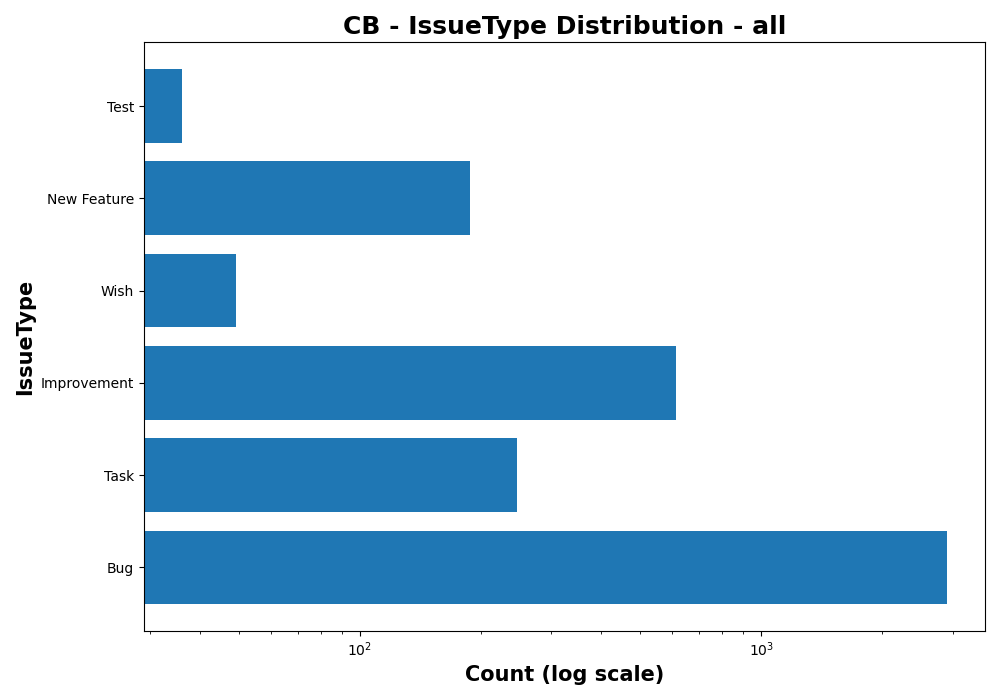 CB - IssueType Distribution - all
Test
New Feature
Wish
Improvement
Task
Bug
IssueType
10²
10³
Count (log scale)